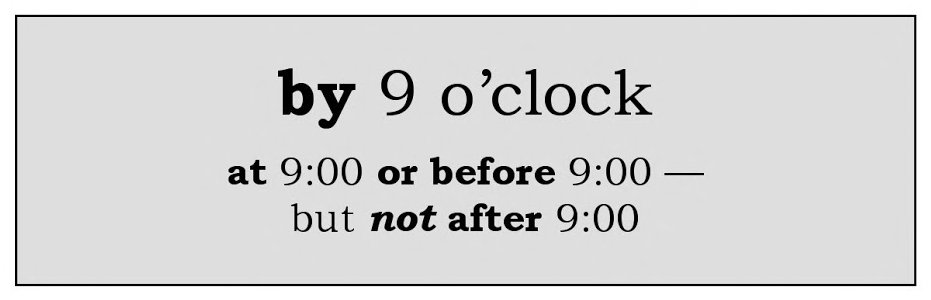 by 9 o’clock
at 9:00 or before 9:00 —
but not after 9:00